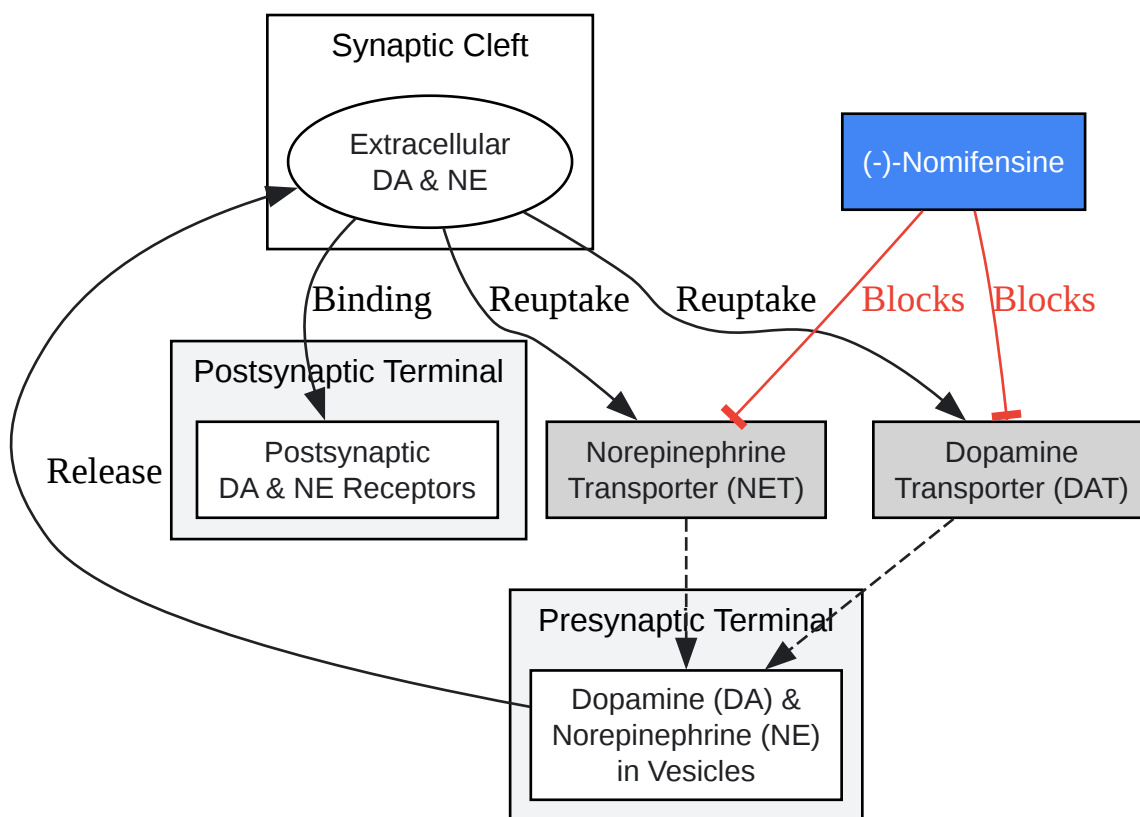 Synaptic Cleft
Extracellular
DA & NE
(-)-Nomifensine
Binding
Reuptake
Reuptake
Blocks
Blocks
Postsynaptic Terminal
Postsynaptic
DA & NE Receptors
Norepinephrine
Transporter (NET)
Dopamine
Transporter (DAT)
Release
Presynaptic Terminal
Dopamine (DA) &
Norepinephrine (NE)
in Vesicles